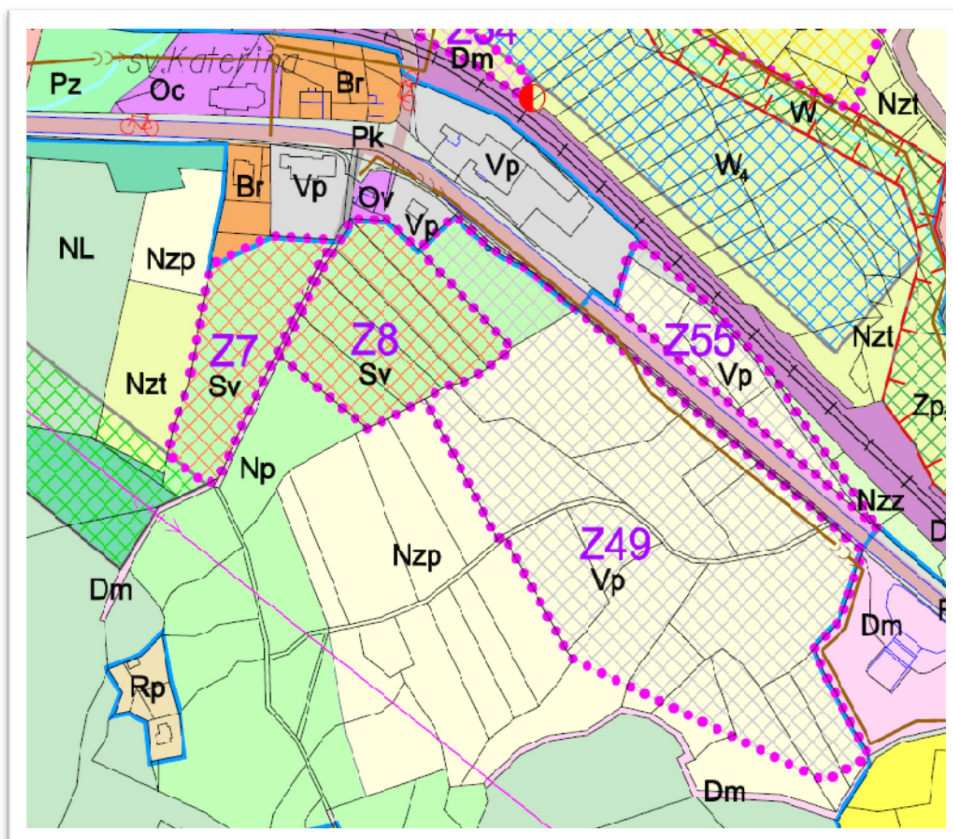 Z54
Dm
sv.Kateřina
Pz
Oc
Br
Nzt
W
Pk
Vp
W4
Br
Vp
Ov
Vp
NL
Nzp
Z7
Sv
Z8
Sv
Z55
Vp
Nzt
Nzt
Zp
Np
Nzz
Nzp
Z49
Vp
D
Dm
Dm
Rp
Dm